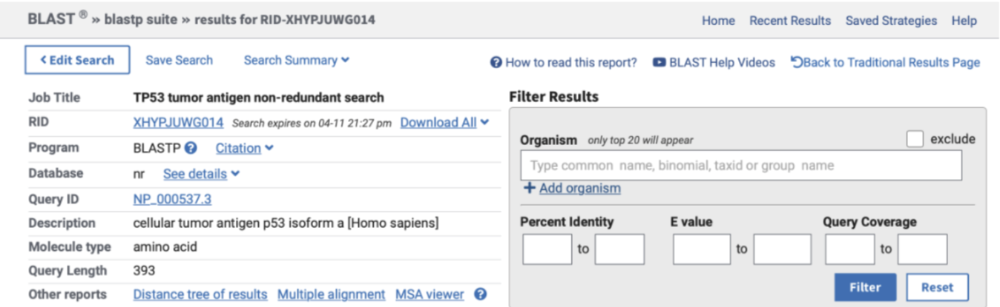 BLAST ® » blastp suite » results for RID-XHYPJUWG014
Home Recent Results Saved Strategies Help
Edit Search Save Search Search Summary
How to read this report? BLAST Help Videos Back to Traditional Results Page
Job Title TP53 tumor antigen non-redundant search
RID XHYPJUWG014 Search expires on 04-11 21:27 pm Download All
Program BLASTP Citation
Database nr See details
Query ID NP_000537.3
Description cellular tumor antigen p53 isoform a [Homo sapiens]
Molecule type amino acid
Query Length 393
Other reports Distance tree of results Multiple alignment MSA viewer ?
Filter Results
Organism only top 20 will appear exclude
Type common name, binomial, taxid or group name
+ Add organism
Percent Identity E value Query Coverage
to to to
Filter Reset